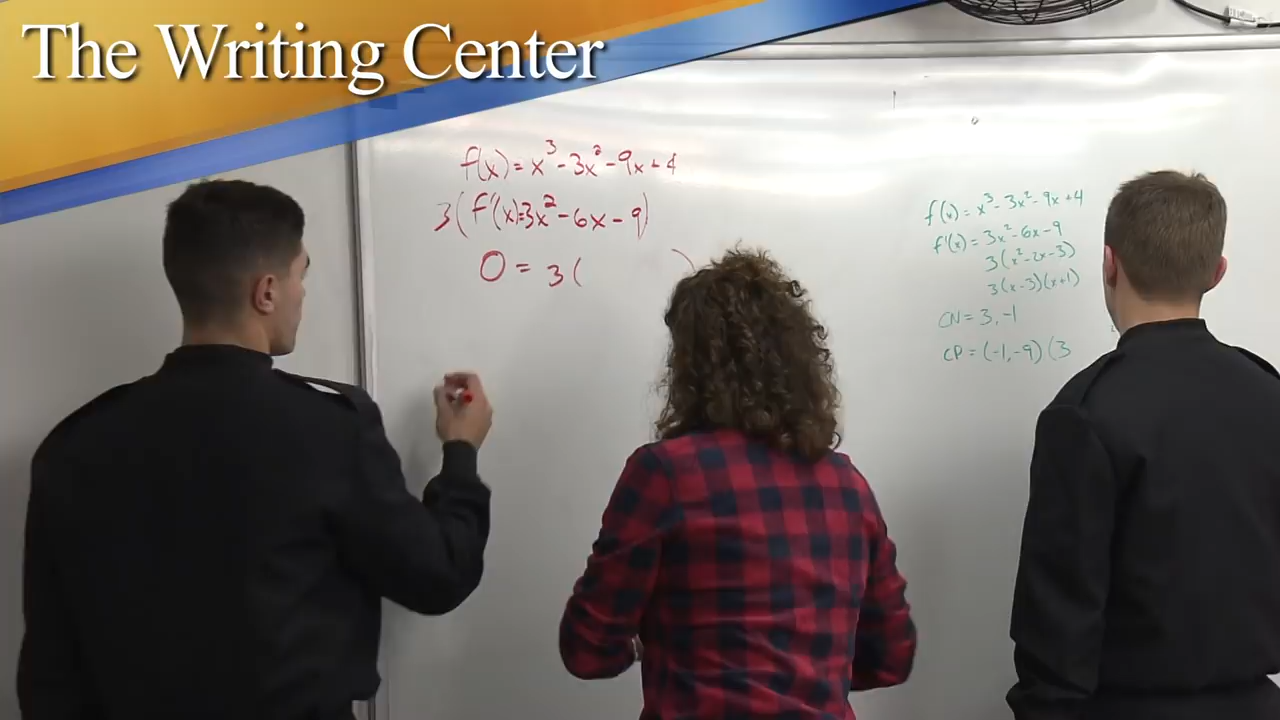 The Writing Center
f(x) = x³ - 3x² - 9x + 4
3(f'(x)=3x² - 6x - 9)
0 = 3(          )
f(x) = x³ - 3x² - 9x + 4
f'(x) = 3x² - 6x - 9
3(x² - 2x - 3)
3(x - 3)(x + 1)
CN = 3, -1
CP = (-1, -9) (3